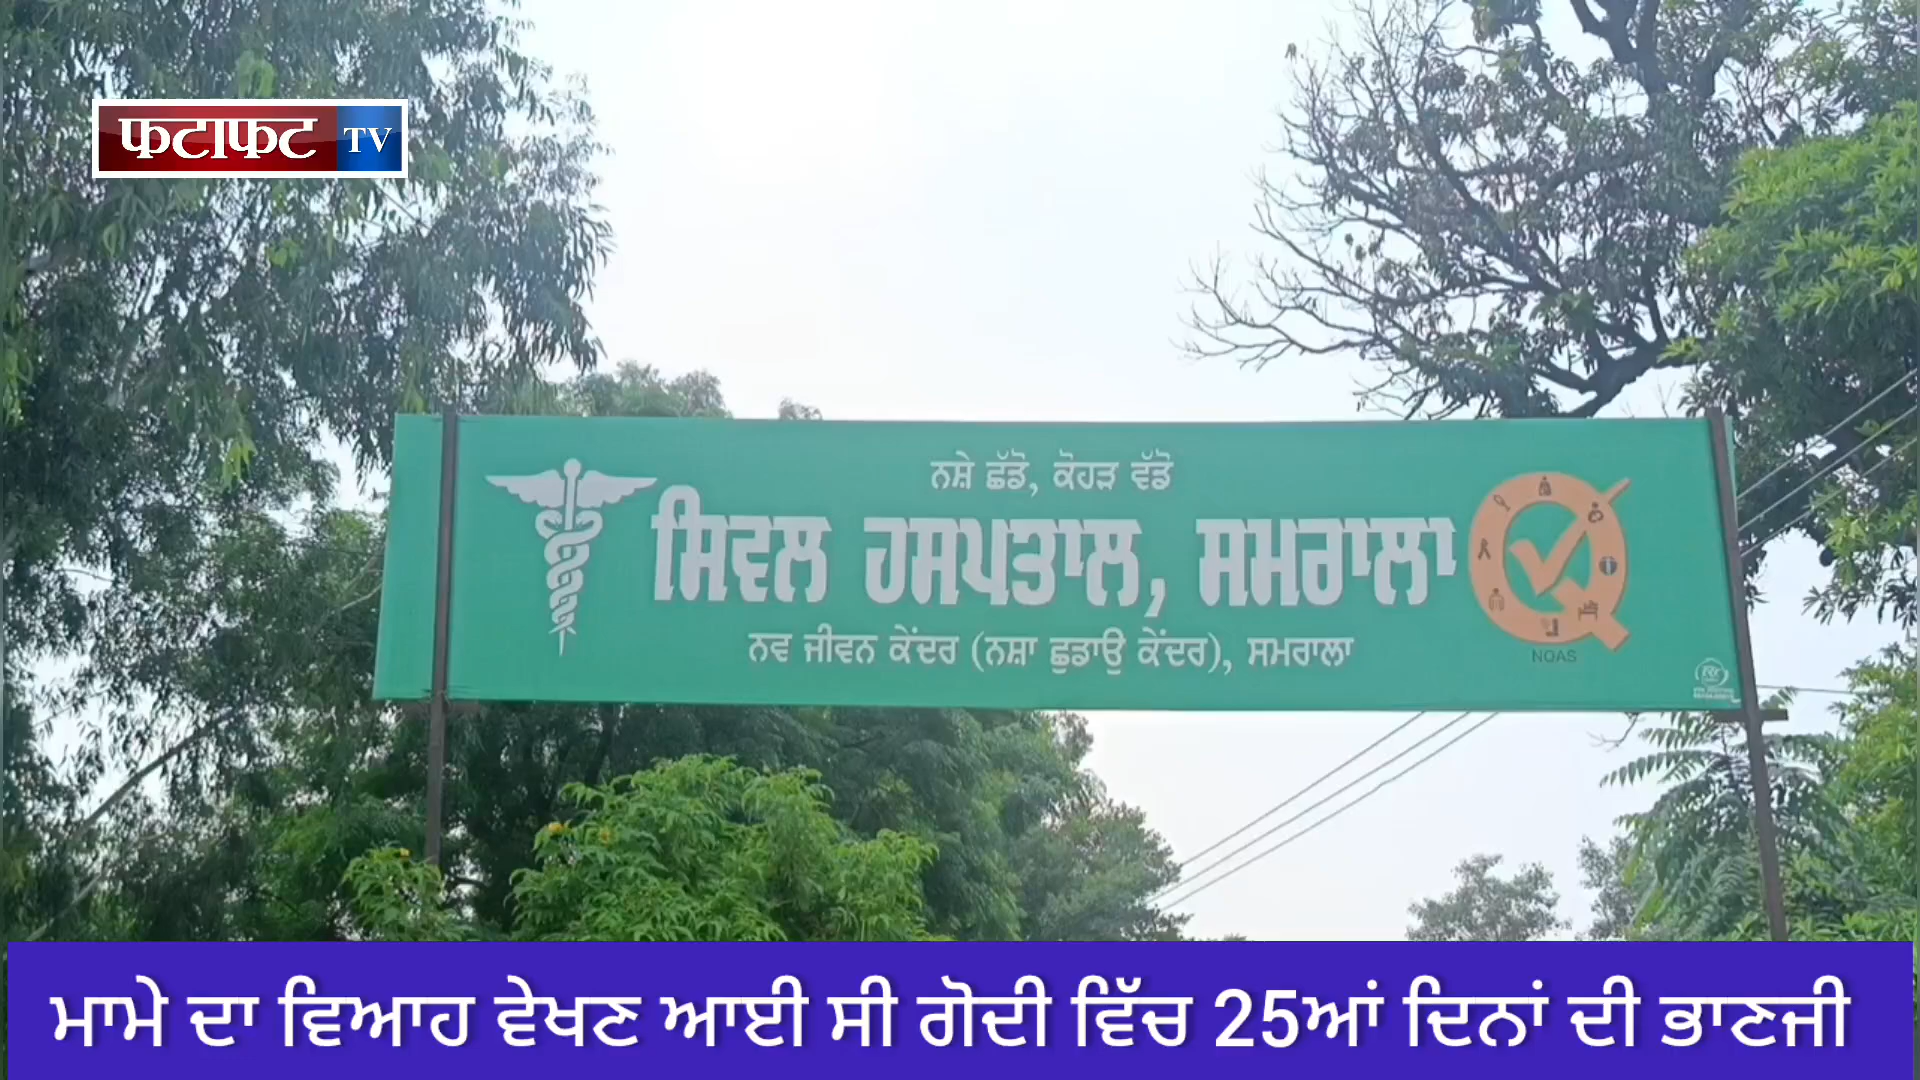 फटाफट TV
ਨਸ਼ੇ ਛੱਡੋ, ਕੋਹੜ ਵੱਡੋ
ਸਿਵਲ ਹਸਪਤਾਲ, ਸਮਰਾਲਾ
ਨਵ ਜੀਵਨ ਕੇਂਦਰ (ਨਸ਼ਾ ਛੁਡਾਊ ਕੇਂਦਰ), ਸਮਰਾਲਾ
NQAS
ਮਾਮੇ ਦਾ ਵਿਆਹ ਵੇਖਣ ਆਈ ਸੀ ਗੋਦੀ ਵਿੱਚ 25ਆਂ ਦਿਨਾਂ ਦੀ ਭਾਣਜੀ